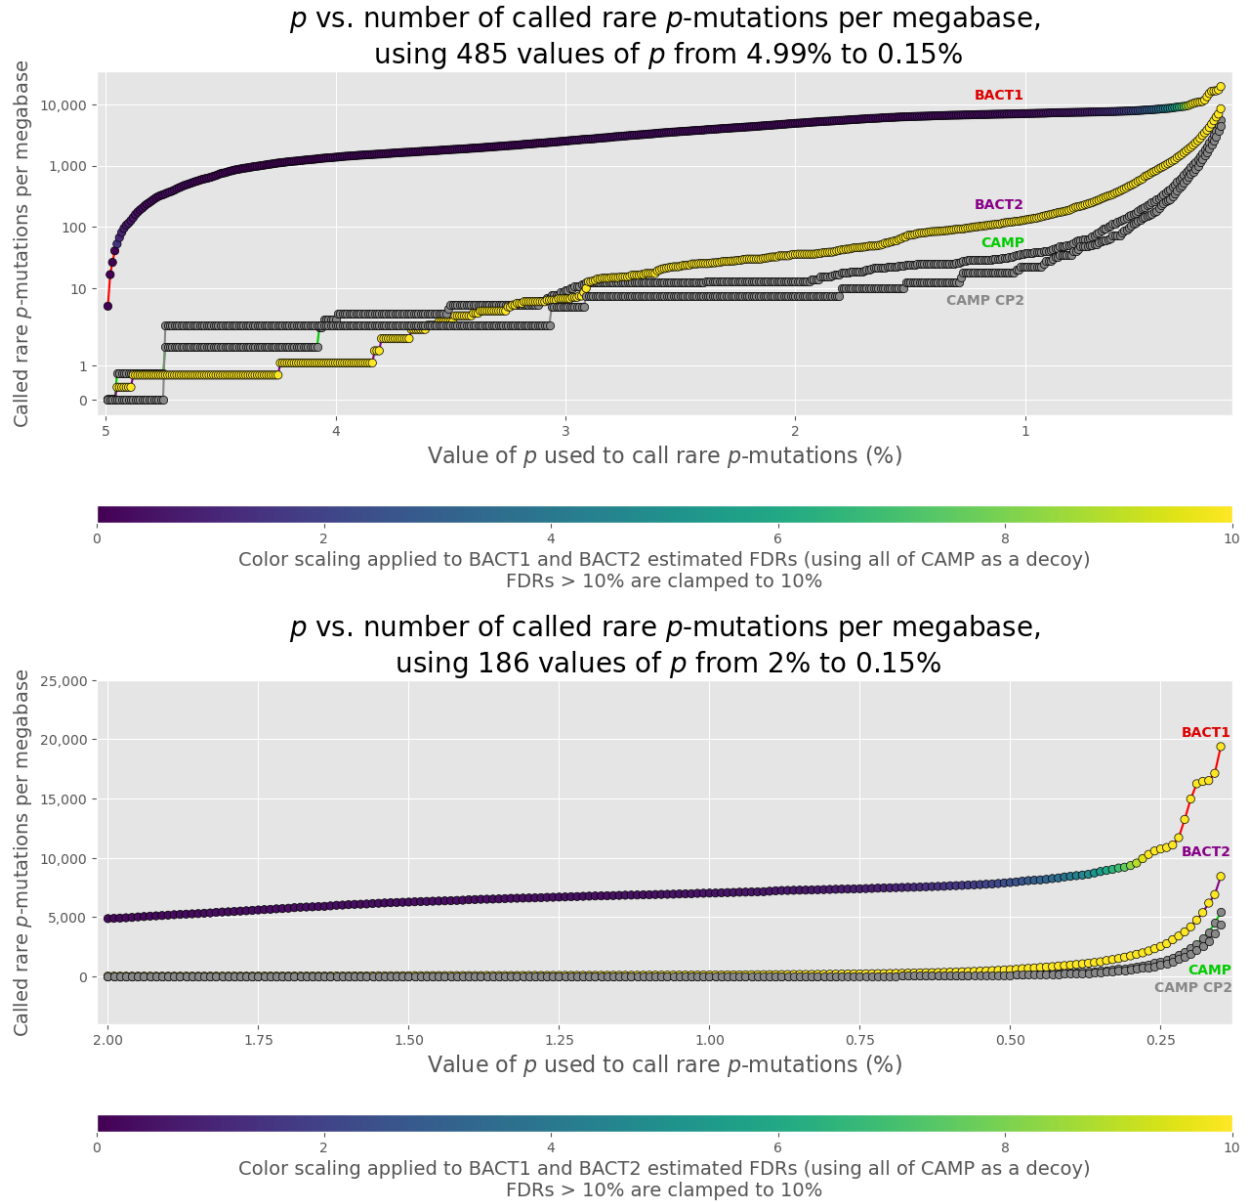 p vs. number of called rare p-mutations per megabase,
using 485 values of p from 4.99% to 0.15%
Called rare p-mutations per megabase
10,000
1,000
100
10
1
0
BACT1
BACT2
CAMP
CAMP CP2
5 4 3 2 1
Value of p used to call rare p-mutations (%)
0 2 4 6 8 10
Color scaling applied to BACT1 and BACT2 estimated FDRs (using all of CAMP as a decoy)
FDRs > 10% are clamped to 10%
p vs. number of called rare p-mutations per megabase,
using 186 values of p from 2% to 0.15%
Called rare p-mutations per megabase
25,000
20,000
15,000
10,000
5,000
0
BACT1
BACT2
CAMP
CAMP CP2
2.00 1.75 1.50 1.25 1.00 0.75 0.50 0.25
Value of p used to call rare p-mutations (%)
0 2 4 6 8 10
Color scaling applied to BACT1 and BACT2 estimated FDRs (using all of CAMP as a decoy)
FDRs > 10% are clamped to 10%